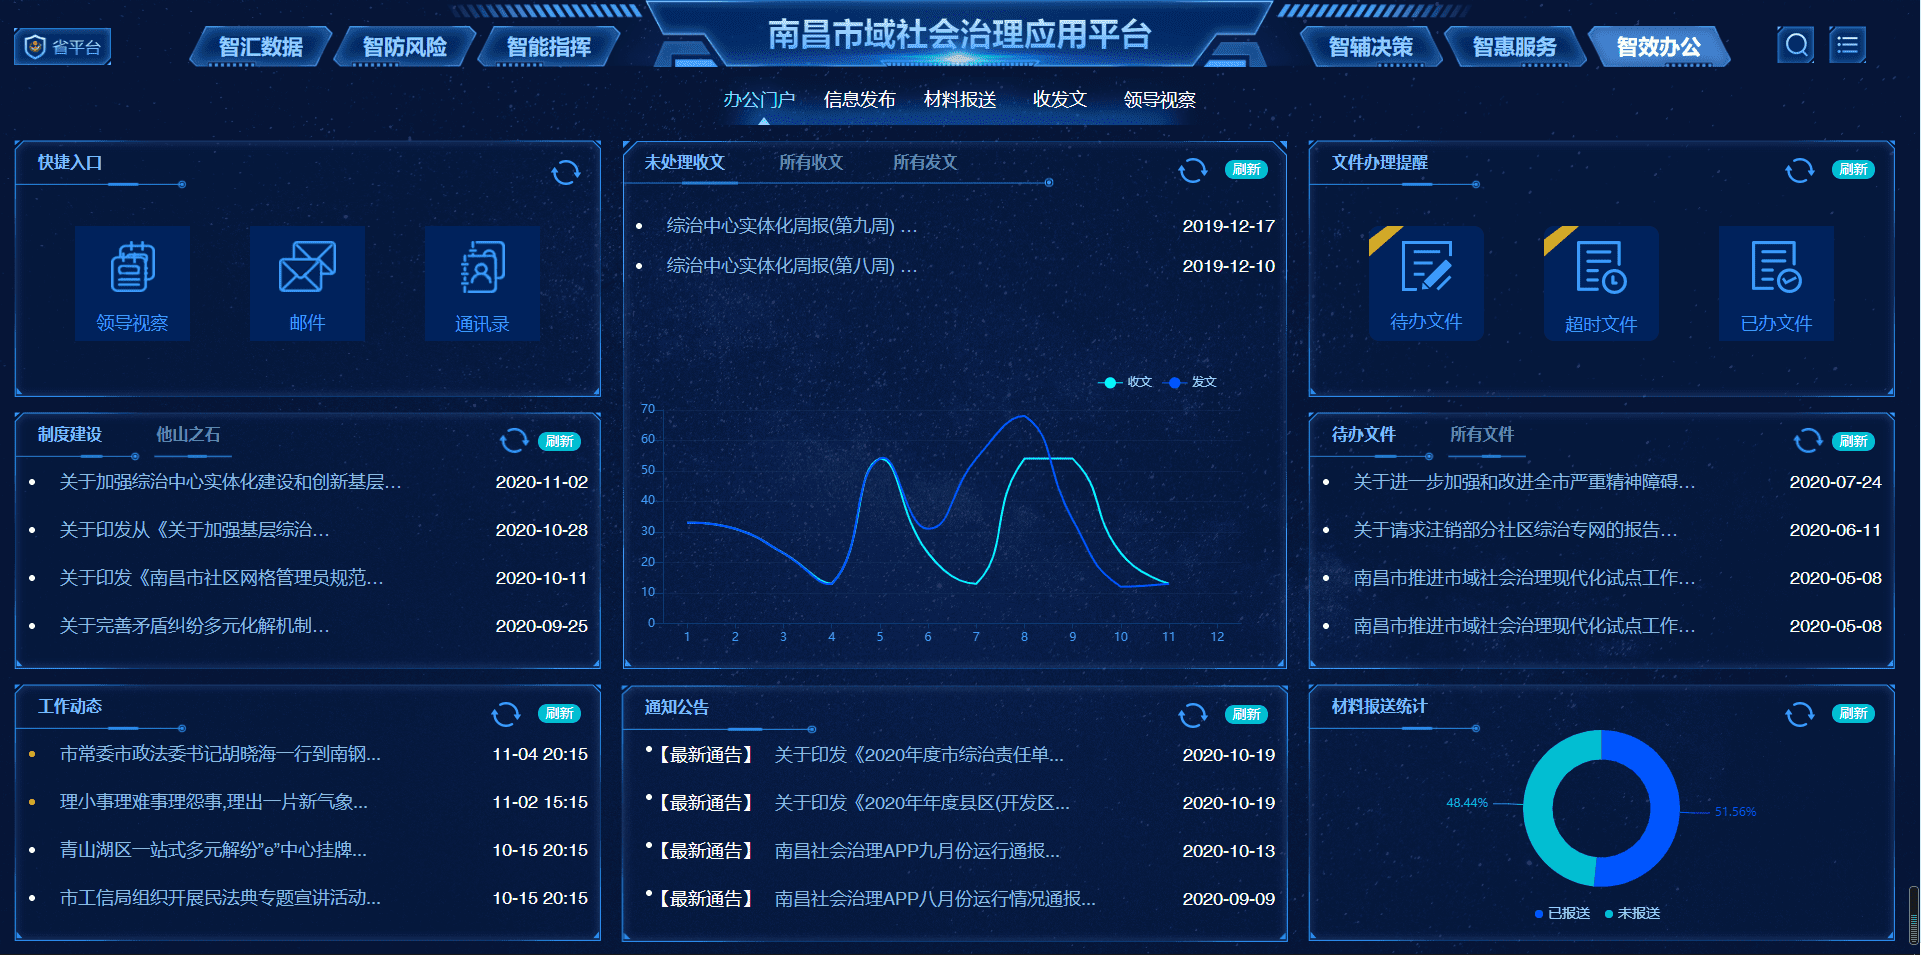 南昌市域社会治理应用平台
省平台
智汇数据 智防风险 智能指挥
智辅决策 智惠服务 智效办公
办公门户 信息发布 材料报送 收发文 领导视察
快捷入口
领导视察 邮件 通讯录
未处理收文 所有收文 所有发文
刷新
综治中心实体化周报(第九周) ... 2019-12-17
综治中心实体化周报(第八周) ... 2019-12-10
收文 发文
70
60
50
40
30
20
10
0
1 2 3 4 5 6 7 8 9 10 11 12
文件办理提醒
刷新
待办文件 超时文件 已办文件
制度建设 他山之石
刷新
关于加强综治中心实体化建设和创新基层... 2020-11-02
关于印发从《关于加强基层综治... 2020-10-28
关于印发《南昌市社区网格管理员规范... 2020-10-11
关于完善矛盾纠纷多元化解机制... 2020-09-25
待办文件 所有文件
刷新
关于进一步加强和改进全市严重精神障碍... 2020-07-24
关于请求注销部分社区综治专网的报告... 2020-06-11
南昌市推进市域社会治理现代化试点工作... 2020-05-08
南昌市推进市域社会治理现代化试点工作... 2020-05-08
工作动态
刷新
市常委市政法委书记胡晓海一行到南钢... 11-04 20:15
理小事理难事理怨事,理出一片新气象... 11-02 15:15
青山湖区一站式多元解纷”e”中心挂牌... 10-15 20:15
市工信局组织开展民法典专题宣讲活动... 10-15 20:15
通知公告
刷新
【最新通告】 关于印发《2020年度市综治责任单... 2020-10-19
【最新通告】 关于印发《2020年年度县区(开发区... 2020-10-19
【最新通告】 南昌社会治理APP九月份运行通报... 2020-10-13
【最新通告】 南昌社会治理APP八月份运行情况通报... 2020-09-09
材料报送统计
刷新
48.44%
51.56%
已报送 未报送